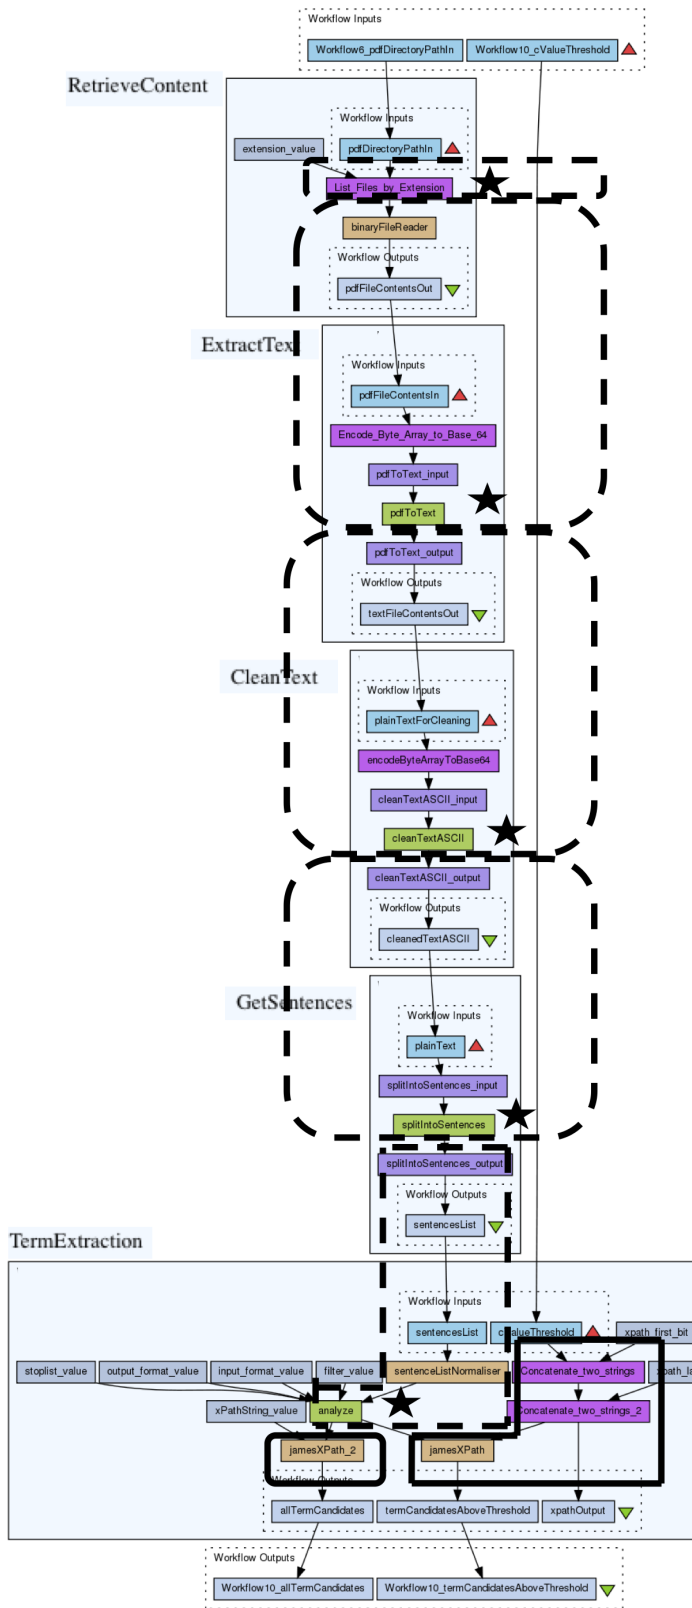 Workflow Inputs
Workflow6_pdfDirectoryPathIn
Workflow10_cValueThreshold
RetrieveContent
Workflow Inputs
extension_value
pdfDirectoryPathIn
List_Files_by_Extension
binaryFileReader
Workflow Outputs
pdfFileContentsOut
ExtractText
Workflow Inputs
pdfFileContentsIn
Encode_Byte_Array_to_Base_64
pdfToText_input
pdfToText
pdfToText_output
Workflow Outputs
textFileContentsOut
CleanText
Workflow Inputs
plainTextForCleaning
encodeByteArrayToBase64
cleanTextASCII_input
cleanTextASCII
cleanTextASCII_output
Workflow Outputs
cleanedTextASCII
GetSentences
Workflow Inputs
plainText
splitIntoSentences_input
splitIntoSentences
splitIntoSentences_output
Workflow Outputs
sentencesList
TermExtraction
Workflow Inputs
sentencesList
cValueThreshold
xpath_first_bit
stoplist_value
output_format_value
input_format_value
filter_value
sentenceListNormaliser
Concatenate_two_strings
xPathString_value
analyze
Concatenate_two_strings_2
jamesXPath_2
jamesXPath
Workflow Outputs
allTermCandidates
termCandidatesAboveThreshold
xpathOutput
Workflow Outputs
Workflow10_allTermCandidates
Workflow10_termCandidatesAboveThreshold